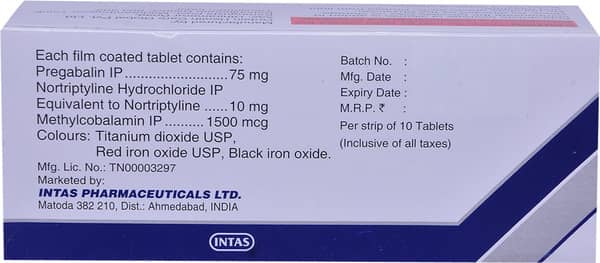 Each film coated tablet contains:
Pregabalin IP..........................75 mg
Nortriptyline Hydrochloride IP
Equivalent to Nortriptyline ......10 mg
Methylcobalamin IP..........1500 mcg
Colours: Titanium dioxide USP,
Red iron oxide USP, Black iron oxide.
Mfg. Lic. No.: TN00003297
Marketed by:
INTAS PHARMACEUTICALS LTD.
Matoda 382 210, Dist.: Ahmedabad, INDIA
INTAS
Batch No. :
Mfg. Date :
Expiry Date :
M.R.P. ₹ :
Per strip of 10 Tablets
(Inclusive of all taxes)